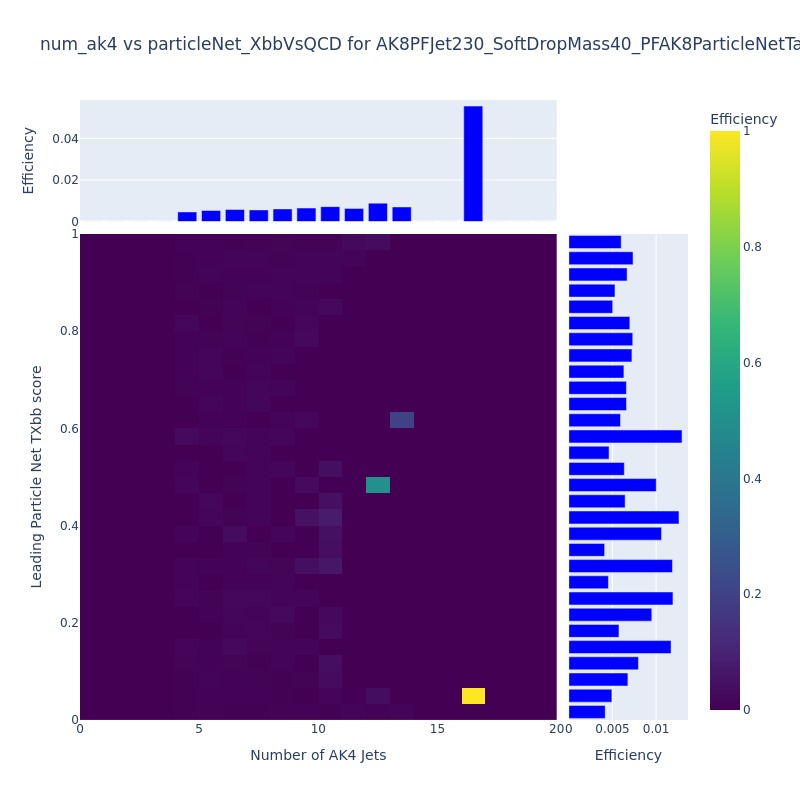 num_ak4 vs particleNet_XbbVsQCD for AK8PFJet230_SoftDropMass40_PFAK8ParticleNetTa
Efficiency
0.04
0.02
0
Efficiency
1
0.8
0.6
0.4
0.2
0
Leading Particle Net TXbb score
1
0.8
0.6
0.4
0.2
0
0 5 10 15 20
Number of AK4 Jets
0 0.005 0.01
Efficiency